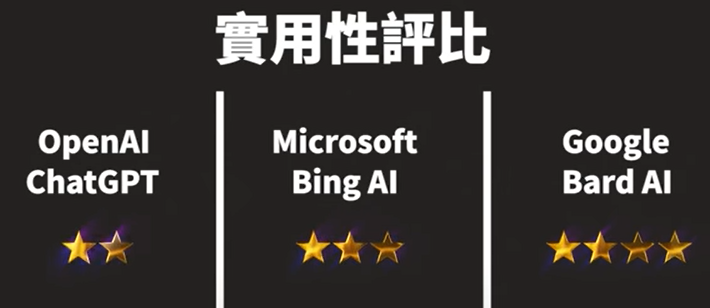 實用性評比
OpenAI
ChatGPT
Microsoft
Bing AI
Google
Bard AI